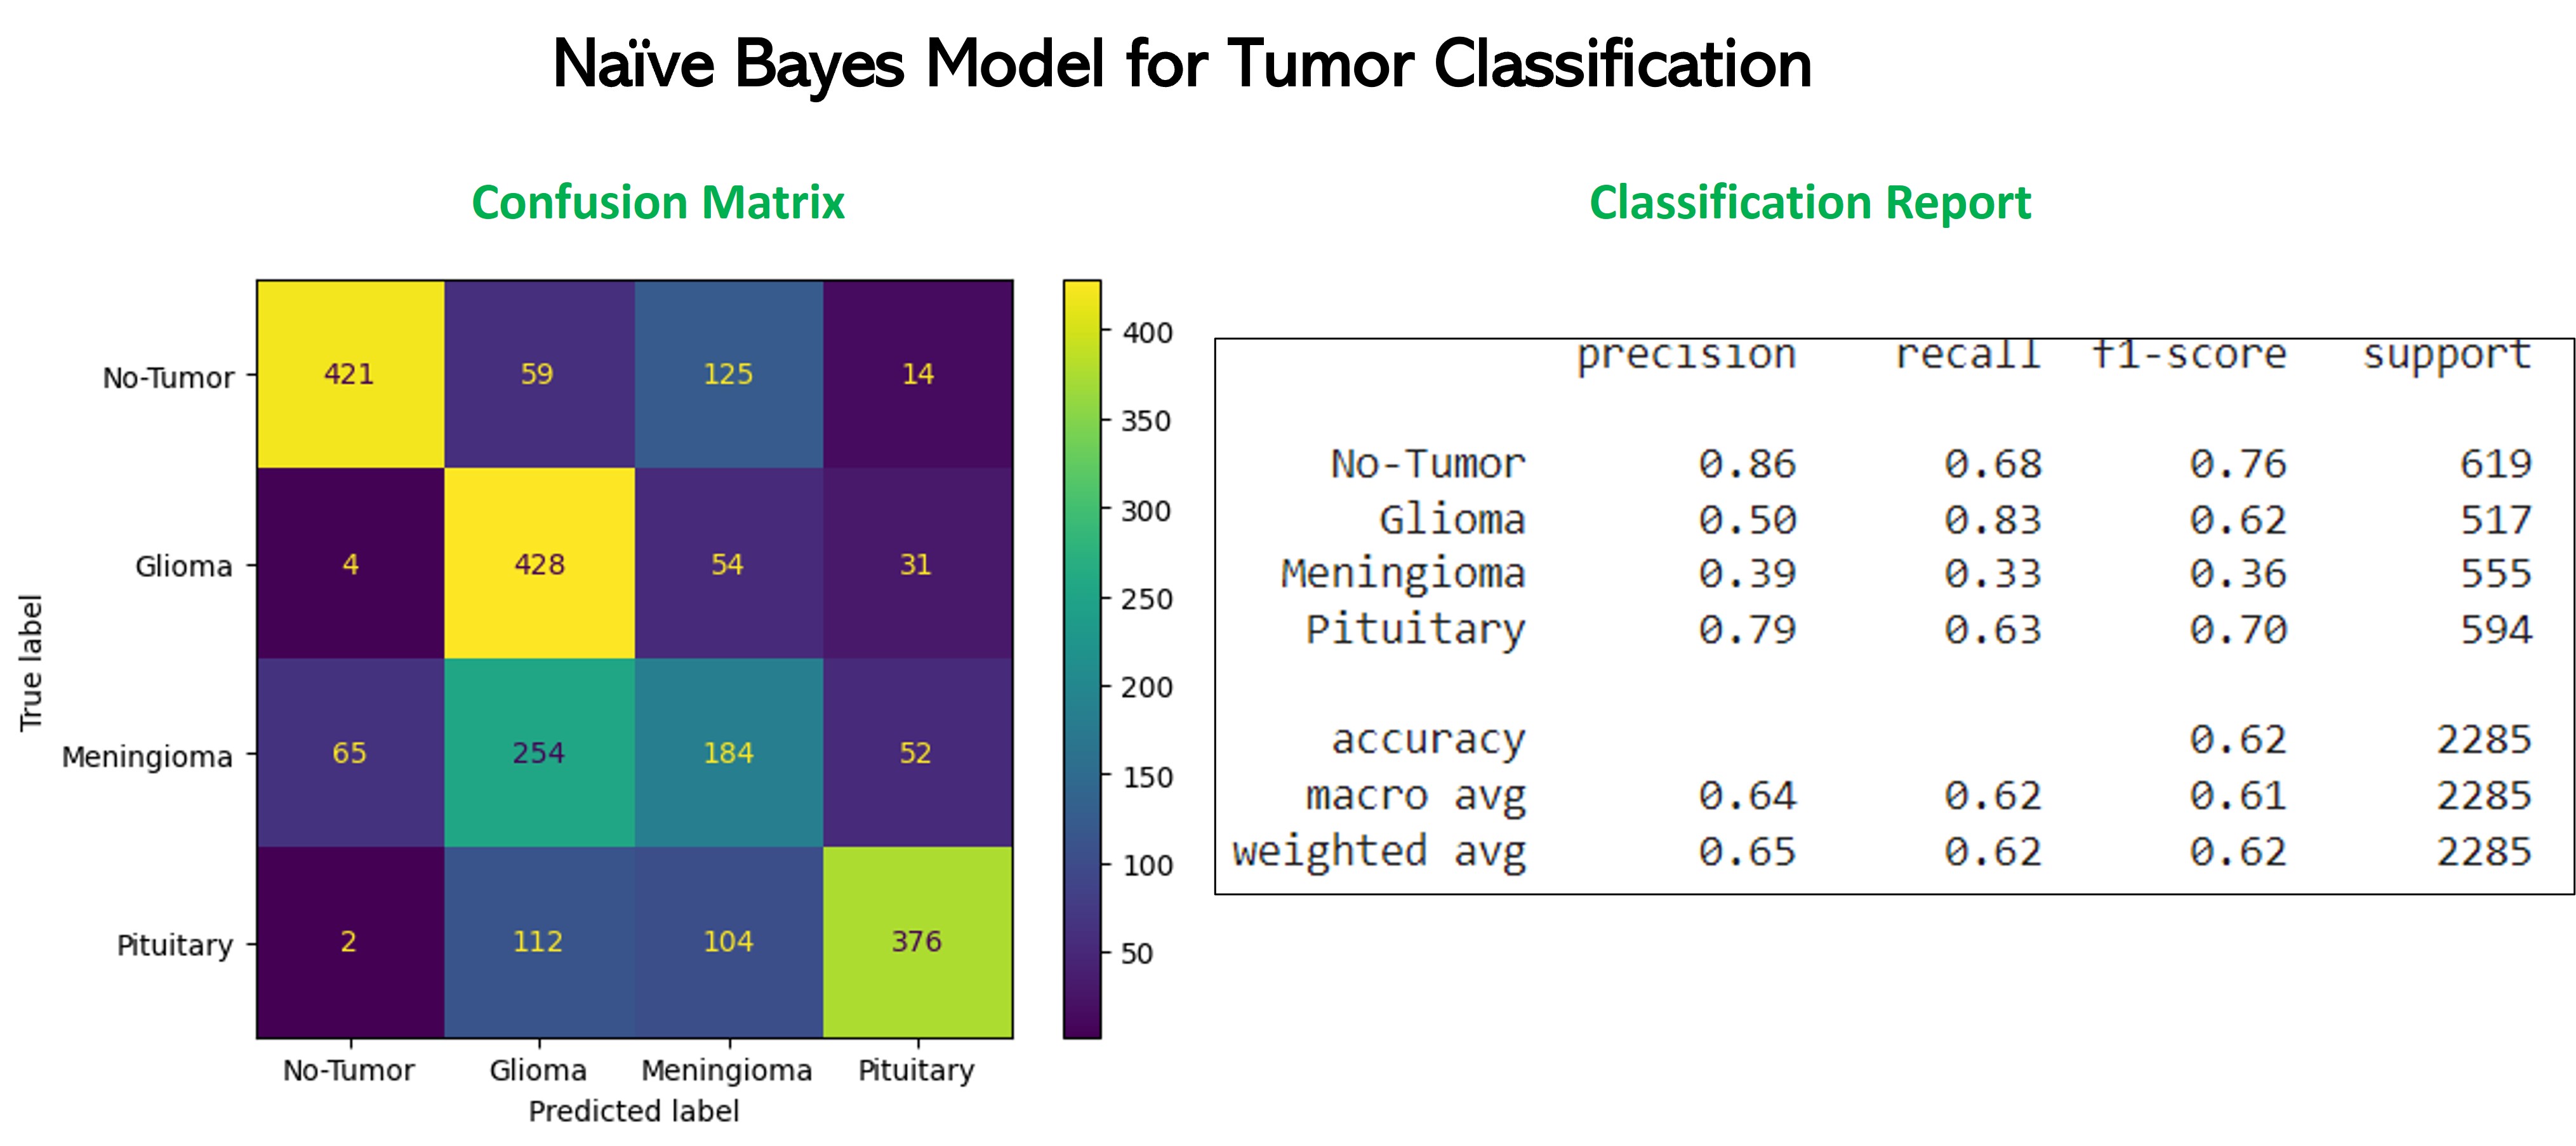 Naïve Bayes Model for Tumor Classification
Confusion Matrix
True label
No-Tumor 421 59 125 14
Glioma 4 428 54 31
Meningioma 65 254 184 52
Pituitary 2 112 104 376
No-Tumor Glioma Meningioma Pituitary
Predicted label
400
350
300
250
200
150
100
50
Classification Report
precision recall f1-score support
No-Tumor 0.86 0.68 0.76 619
Glioma 0.50 0.83 0.62 517
Meningioma 0.39 0.33 0.36 555
Pituitary 0.79 0.63 0.70 594
accuracy 0.62 2285
macro avg 0.64 0.62 0.61 2285
weighted avg 0.65 0.62 0.62 2285